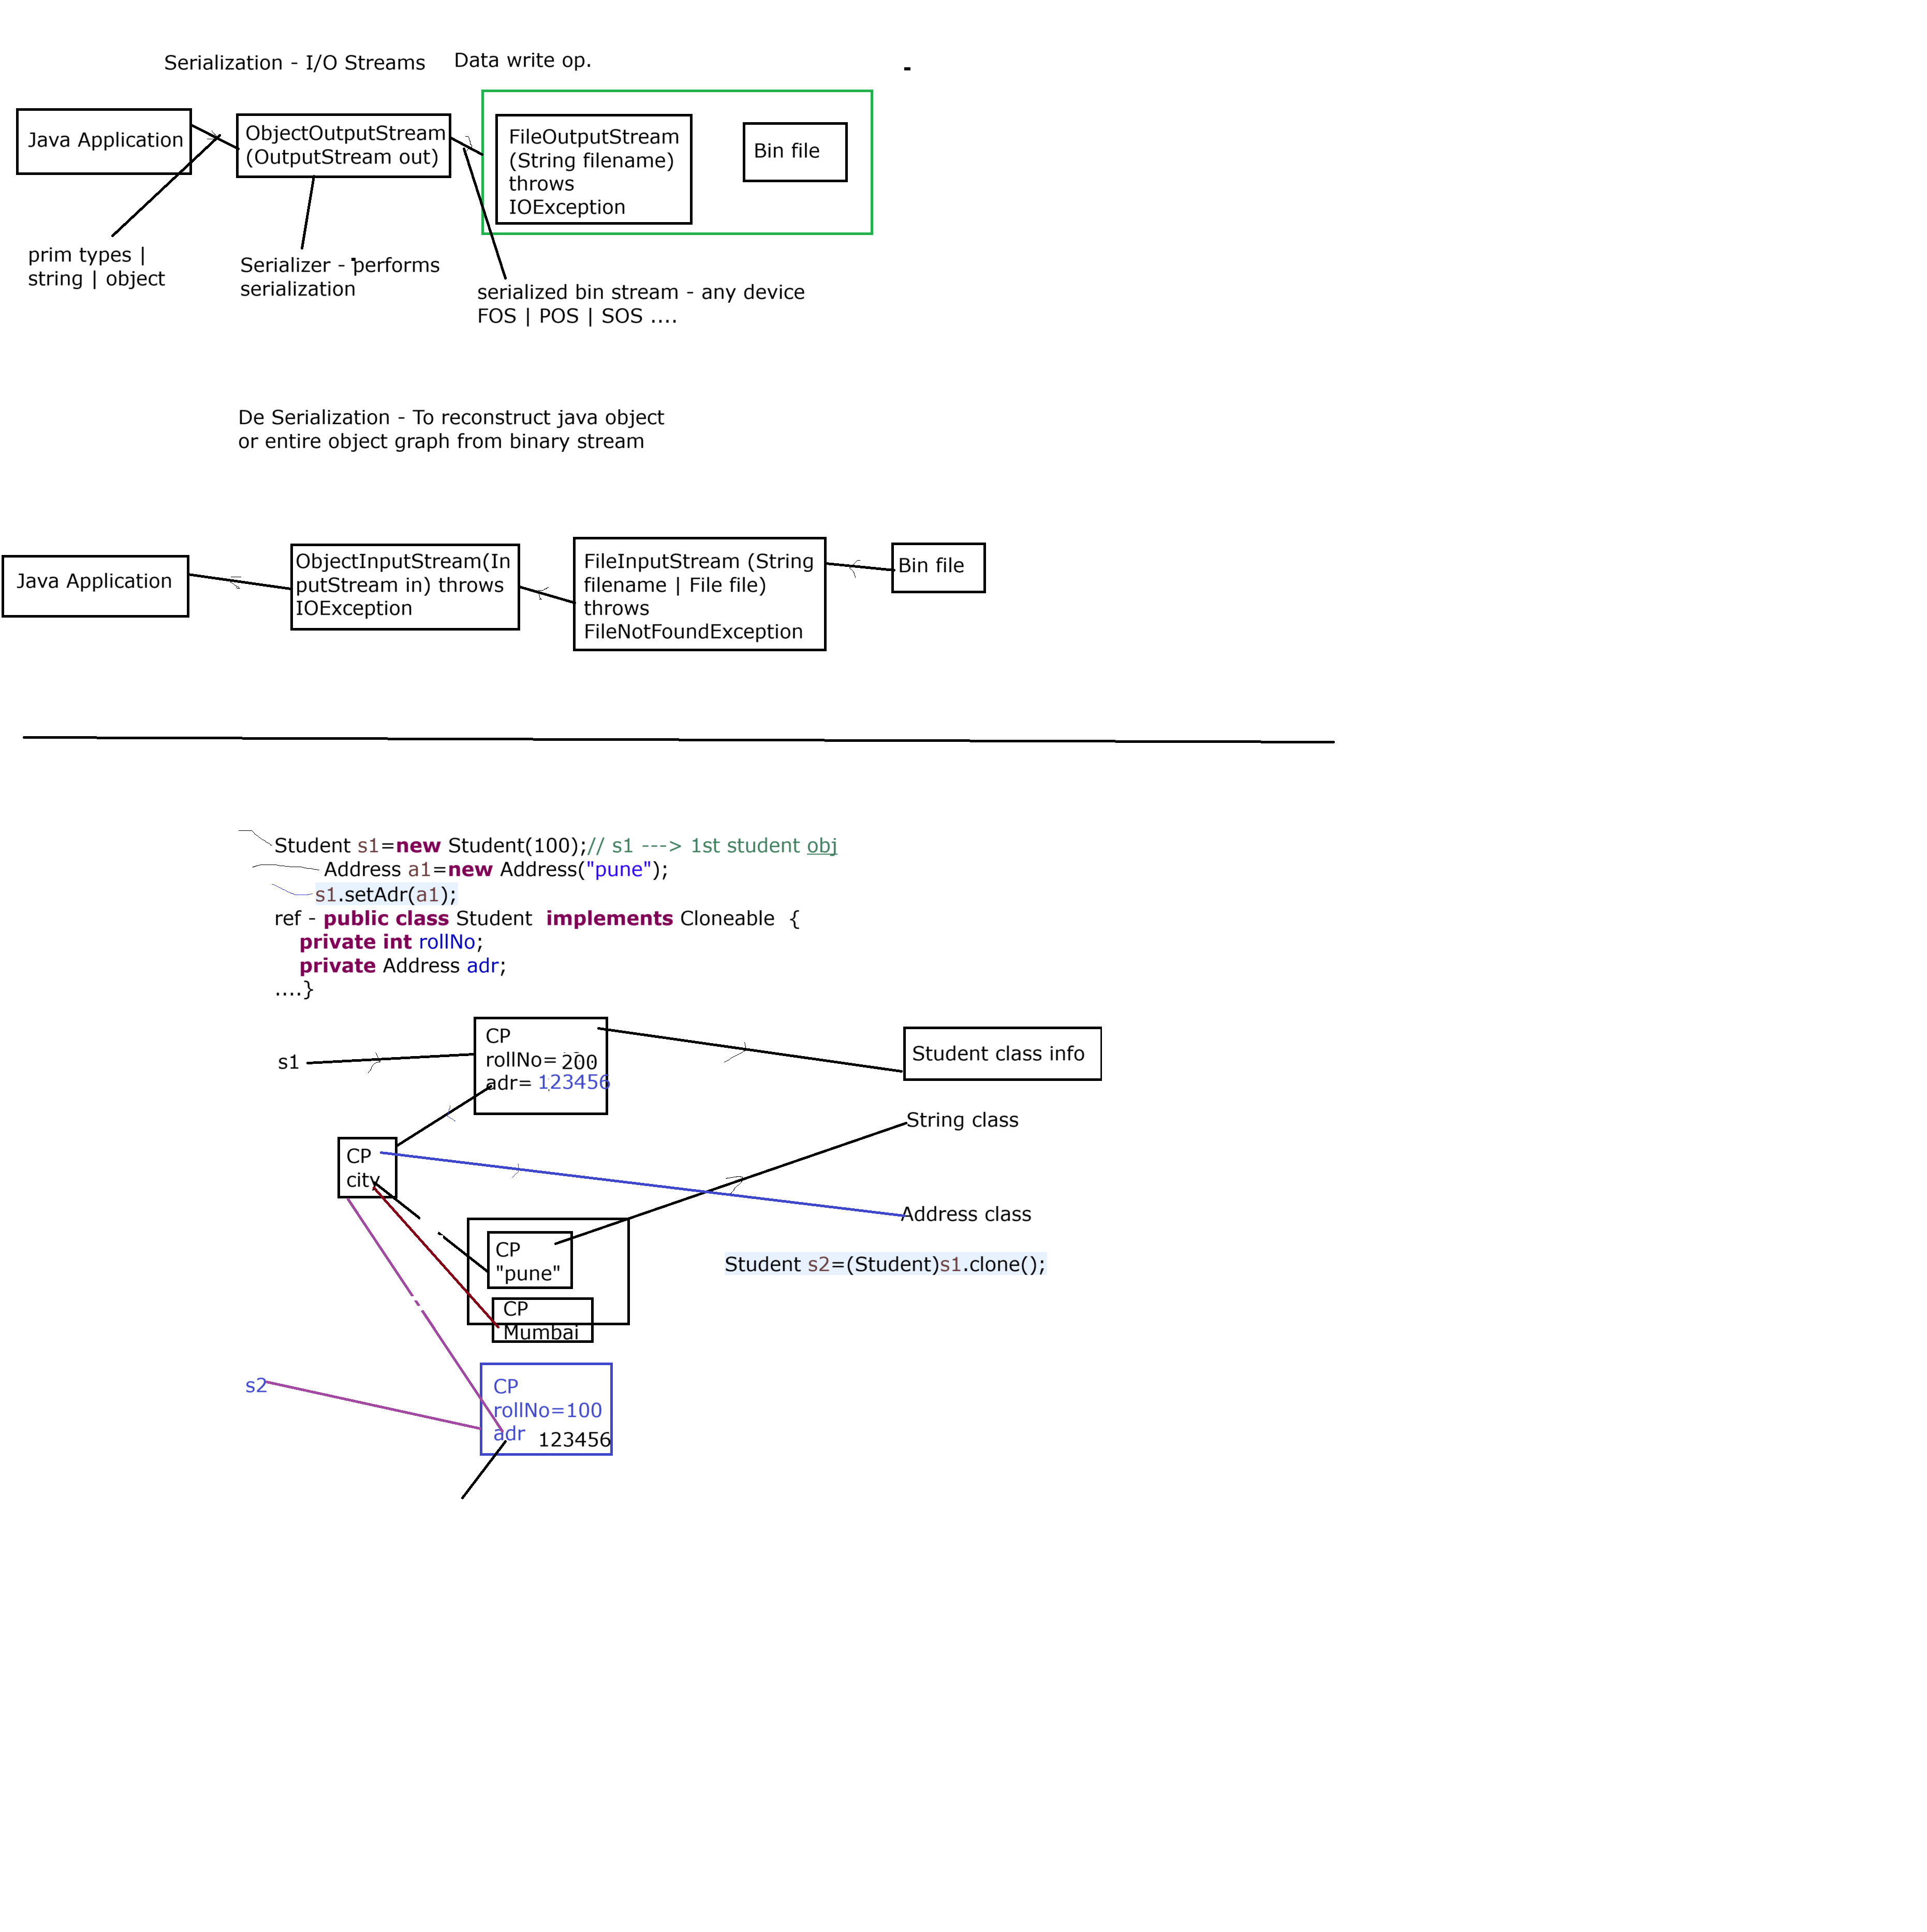 Serialization - I/O Streams
Data write op.
-
Java Application
ObjectOutputStream
(OutputStream out)
FileOutputStream
(String filename)
throws
IOException
Bin file
prim types |
string | object
Serializer - performs
serialization
serialized bin stream - any device
FOS | POS | SOS ....
De Serialization - To reconstruct java object
or entire object graph from binary stream
Java Application
ObjectInputStream(In
putStream in) throws
IOException
FileInputStream (String
filename | File file)
throws
FileNotFoundException
Bin file
Student s1=new Student(100);// s1 ---> 1st student obj
Address a1=new Address("pune");
s1.setAdr(a1);
ref - public class Student  implements Cloneable  {
private int rollNo;
private Address adr;
....}
s1
CP
rollNo= 200
adr= 123456
Student class info
String class
CP
city
Address class
CP
"pune"
Student s2=(Student)s1.clone();
CP
Mumbai
s2
CP
rollNo=100
adr 123456